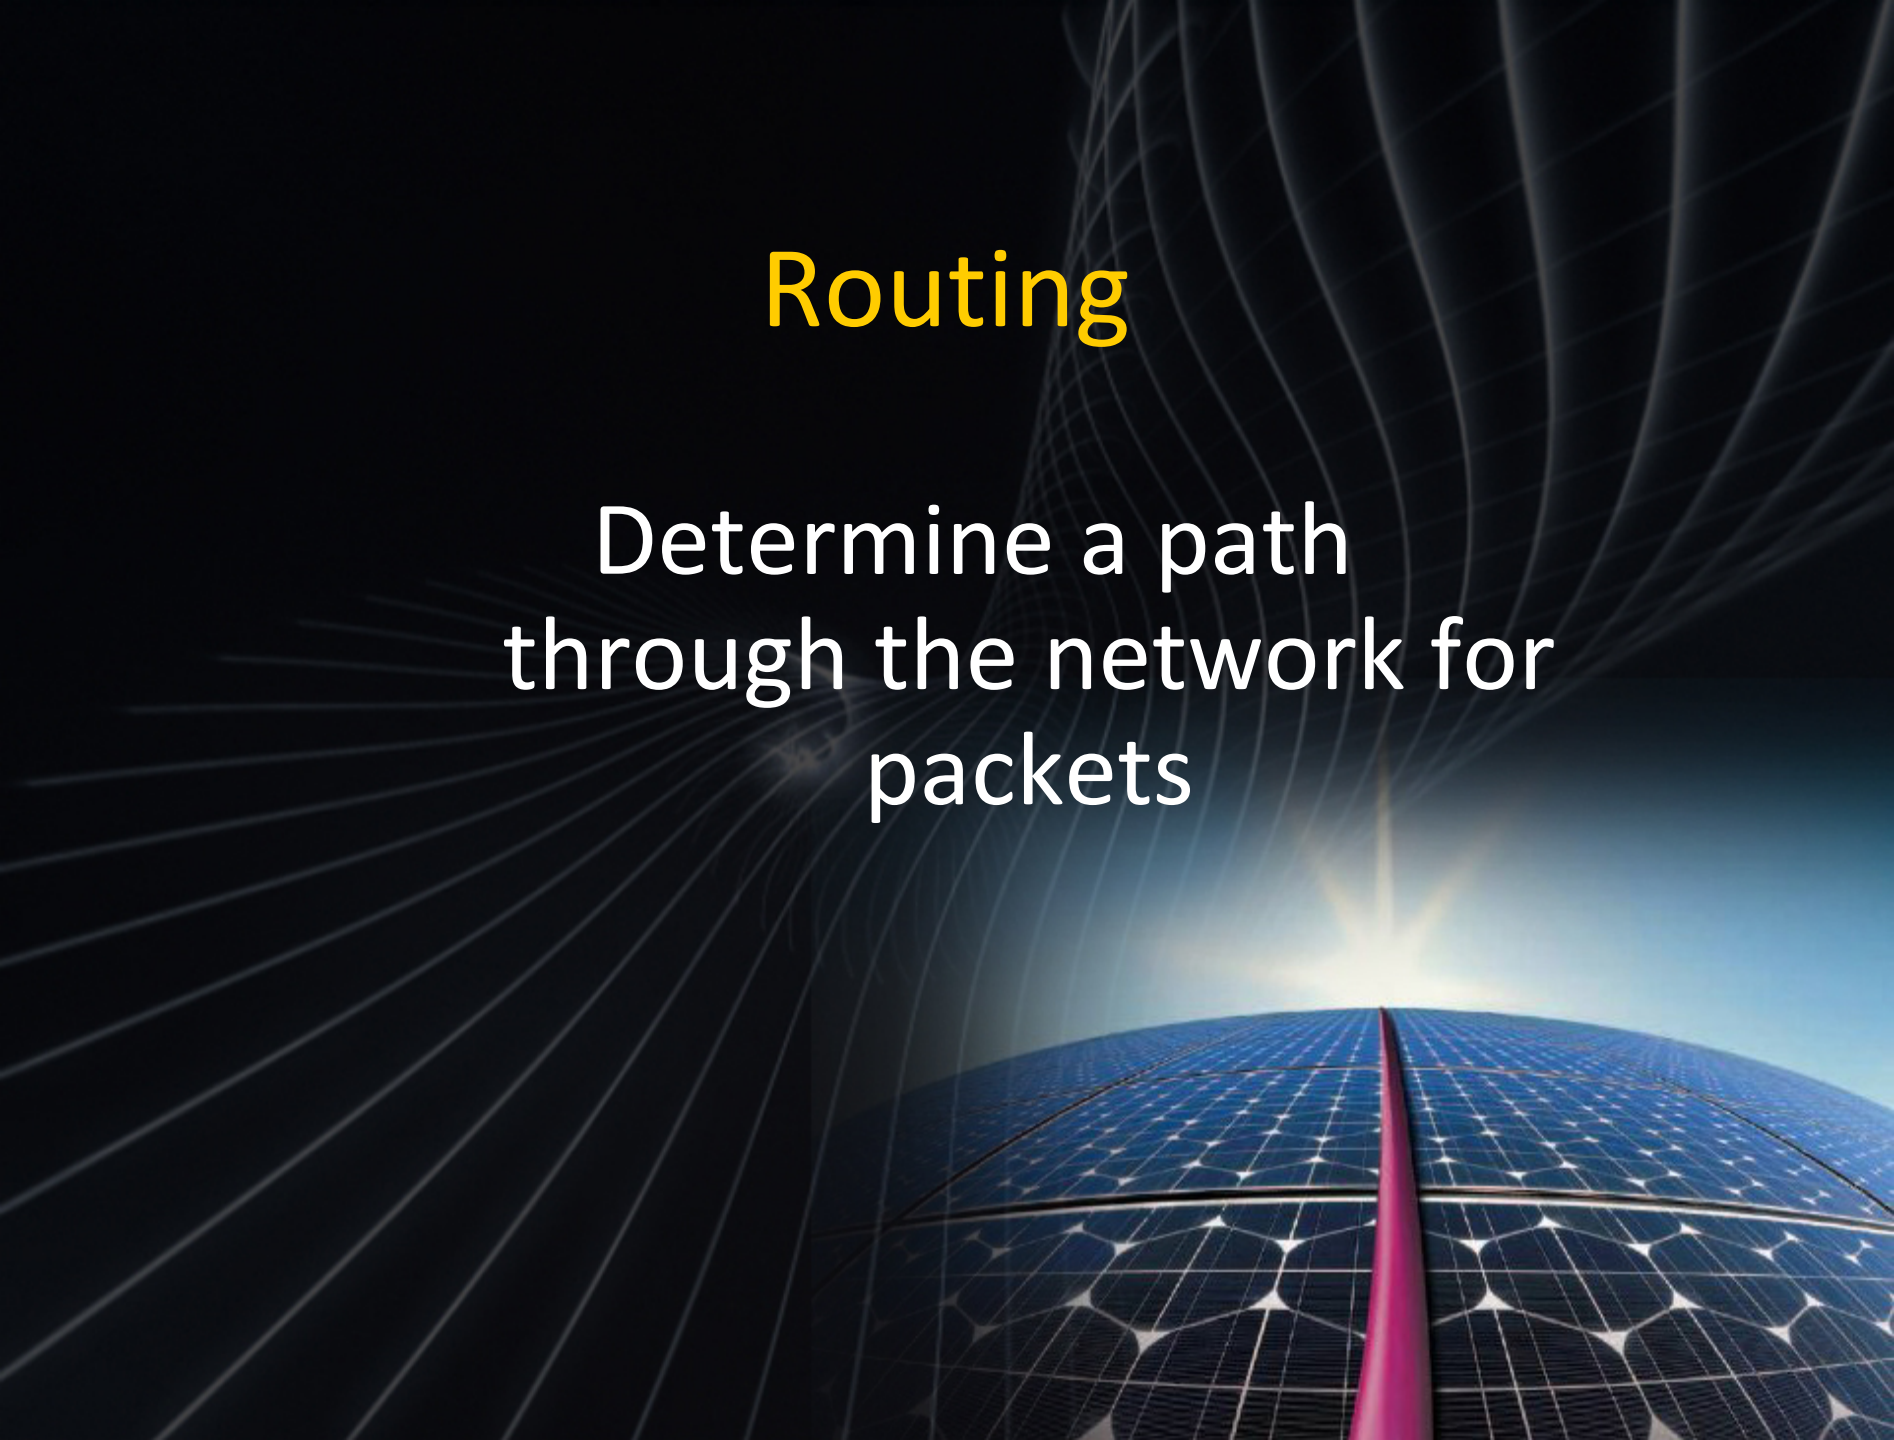 Routing
Determine a path
through the network for
packets